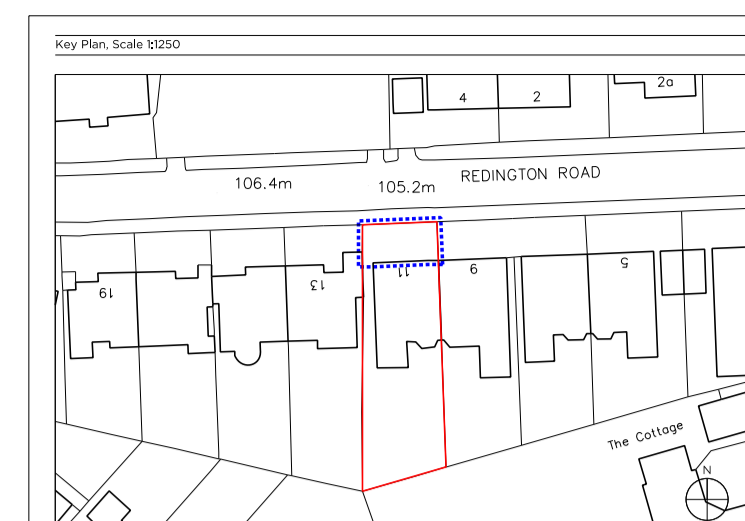 Key Plan, Scale 1:1250
2a
4
2
REDINGTON ROAD
106.4m
105.2m
19
13
11
9
5
The Cottage
N